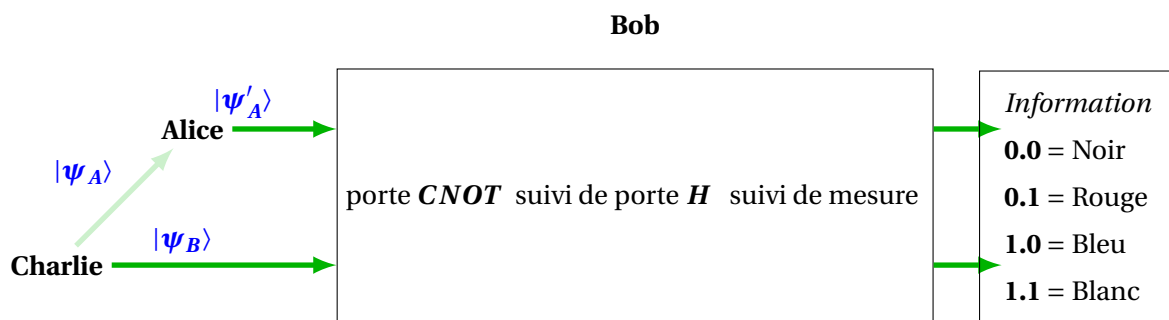 Bob
|ψ′_A⟩
Alice
|ψ_A⟩
|ψ_B⟩
Charlie
porte CNOT suivi de porte H suivi de mesure
Information
0.0 = Noir
0.1 = Rouge
1.0 = Bleu
1.1 = Blanc